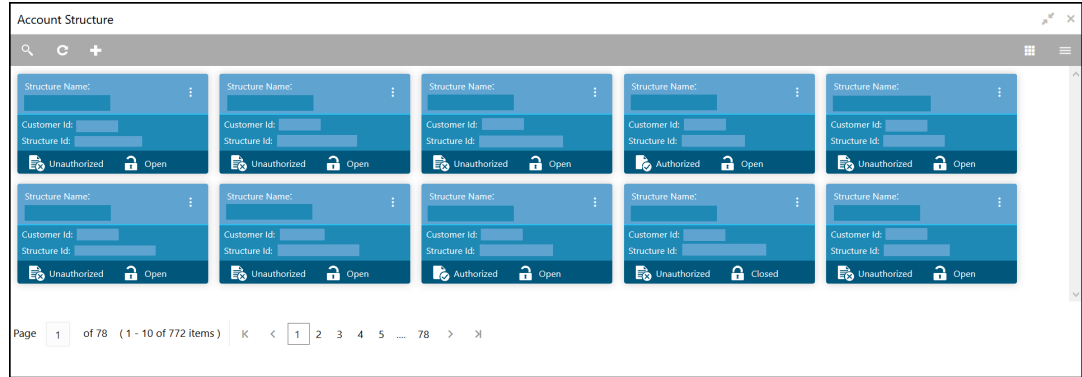 Account Structure
Structure Name: Structure Name: Structure Name: Structure Name: Structure Name:
Customer Id: Customer Id: Customer Id: Customer Id: Customer Id:
Structure Id: Structure Id: Structure Id: Structure Id: Structure Id:
Unauthorized Open Unauthorized Open Unauthorized Open Authorized Open Unauthorized Open
Structure Name: Structure Name: Structure Name: Structure Name: Structure Name:
Customer Id: Customer Id: Customer Id: Customer Id: Customer Id:
Structure Id: Structure Id: Structure Id: Structure Id: Structure Id:
Unauthorized Open Unauthorized Open Authorized Open Unauthorized Closed Unauthorized Open
Page 1 of 78 ( 1 - 10 of 772 items ) 1 2 3 4 5 .... 78